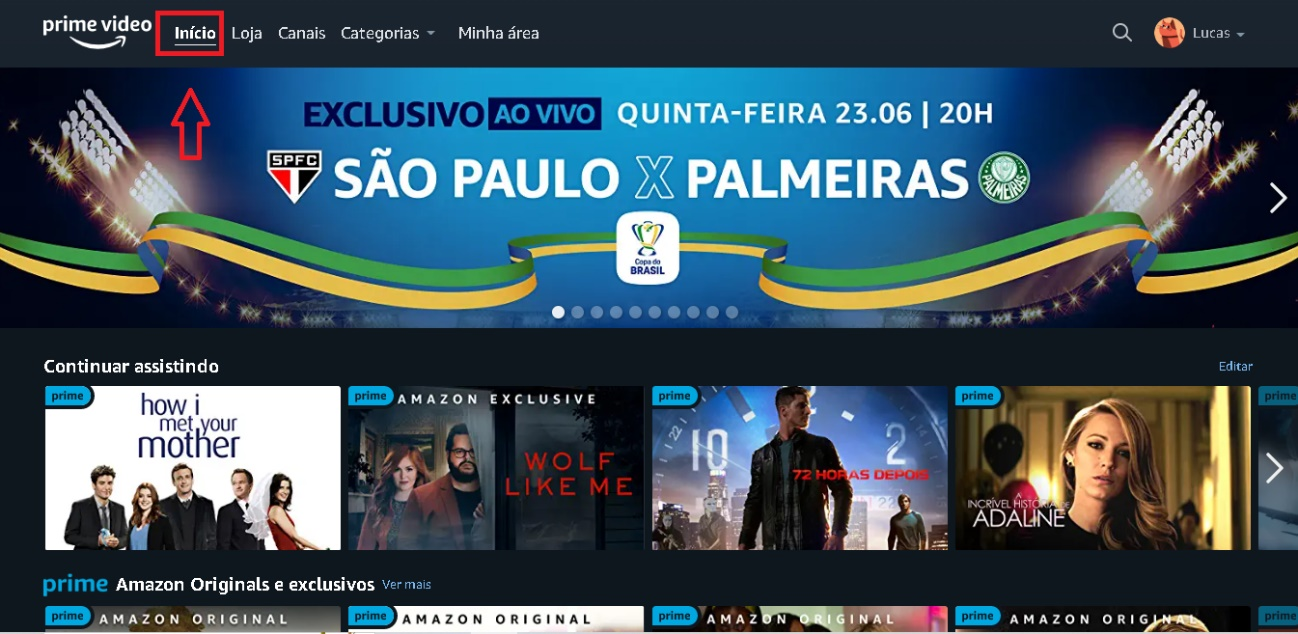 prime video
Início Loja Canais Categorias Minha área
Lucas
EXCLUSIVO AO VIVO QUINTA-FEIRA 23.06 | 20H
SPFC SÃO PAULO X PALMEIRAS PALMEIRAS
Copa do
BRASIL
Continuar assistindo
Editar
prime
how i
met your
mother
prime
AMAZON EXCLUSIVE
WOLF
LIKE ME
prime
10 2
72 HORAS DEPOIS
prime
A
INCRÍVEL HISTÓRIA DE
ADALINE
prime
prime Amazon Originals e exclusivos Ver mais
prime AMAZON ORIGINAL
prime AMAZON ORIGINAL
prime AMAZON ORIGINAL
prime AMAZON ORIGINAL
prime